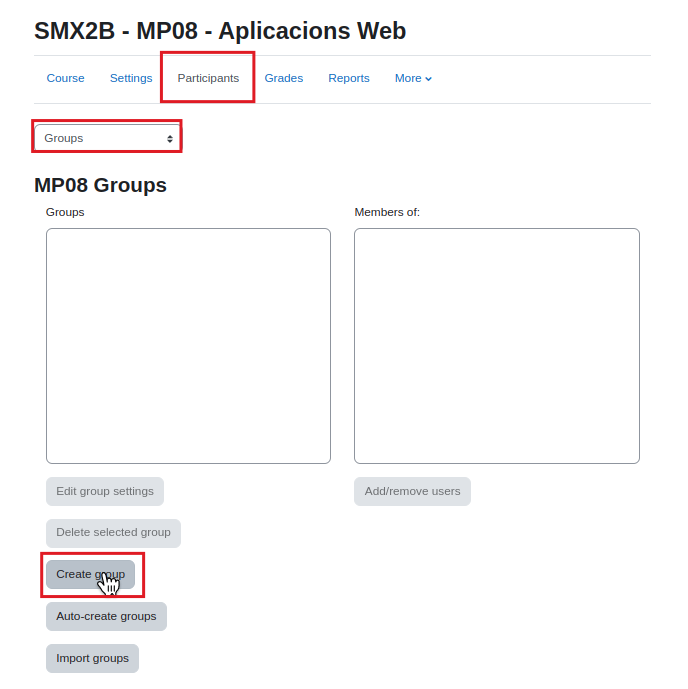 SMX2B - MP08 - Aplicacions Web
Course Settings Participants Grades Reports More
Groups
MP08 Groups
Groups Members of:
Edit group settings Add/remove users
Delete selected group
Create group
Auto-create groups
Import groups